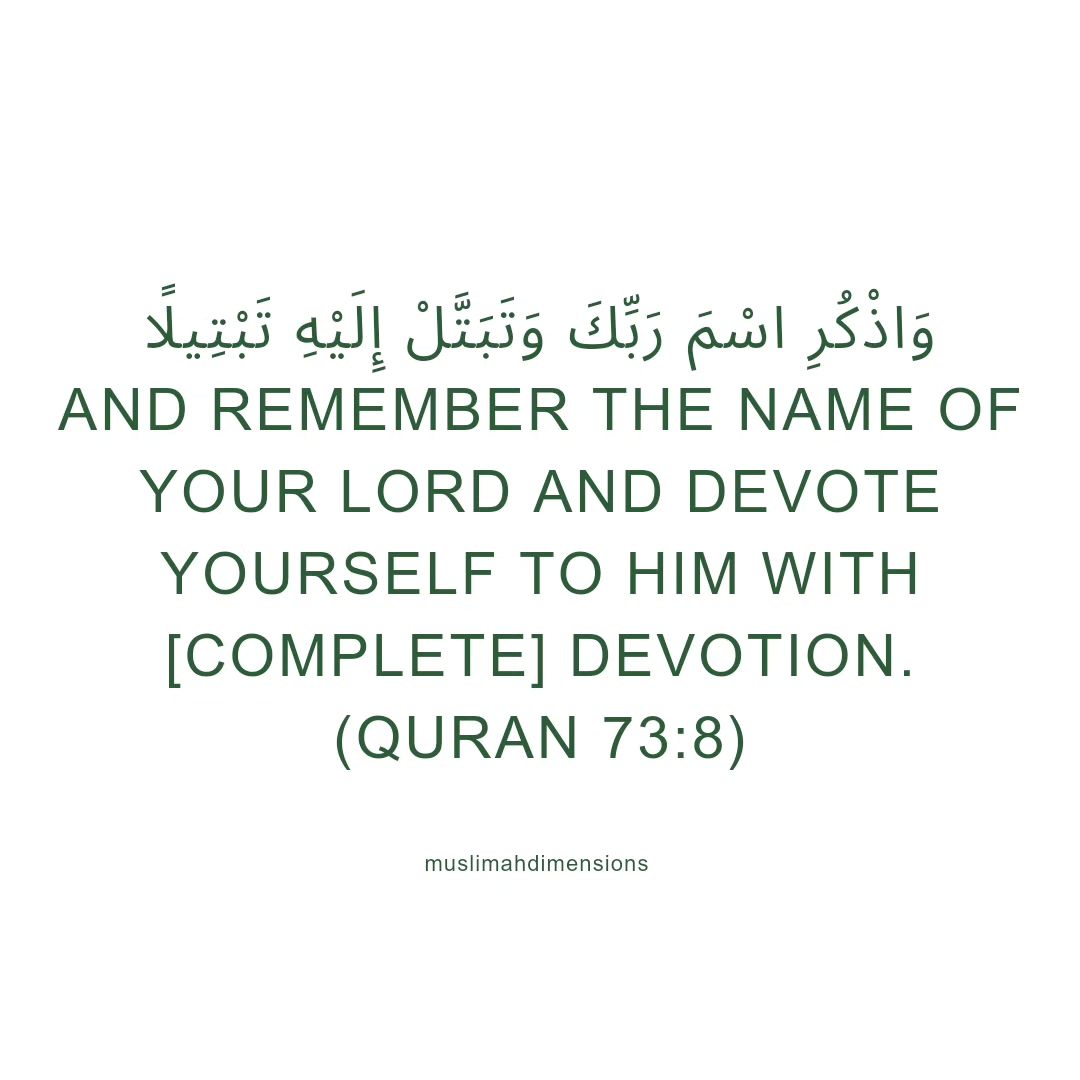 وَاذْكُرِ اسْمَ رَبِّكَ وَتَبَتَّلْ إِلَيْهِ تَبْتِيلًا
AND REMEMBER THE NAME OF
YOUR LORD AND DEVOTE
YOURSELF TO HIM WITH
[COMPLETE] DEVOTION.
(QURAN 73:8)
muslimahdimensions